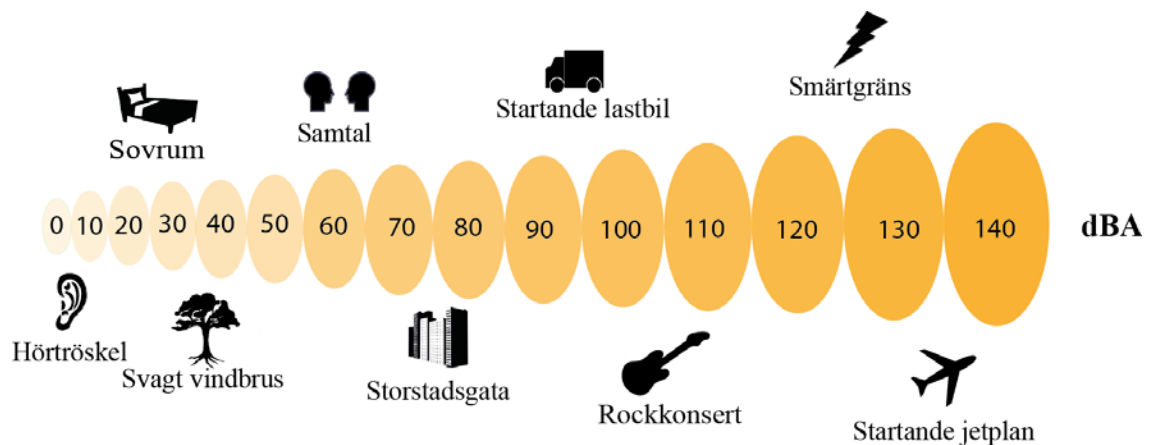 Smärtgräns
Startande lastbil
Samtal
Sovrum
0 10 20 30 40 50 60 70 80 90 100 110 120 130 140 dBA
Hörtröskel
Svagt vindbrus
Storstadsgata
Rockkonsert
Startande jetplan